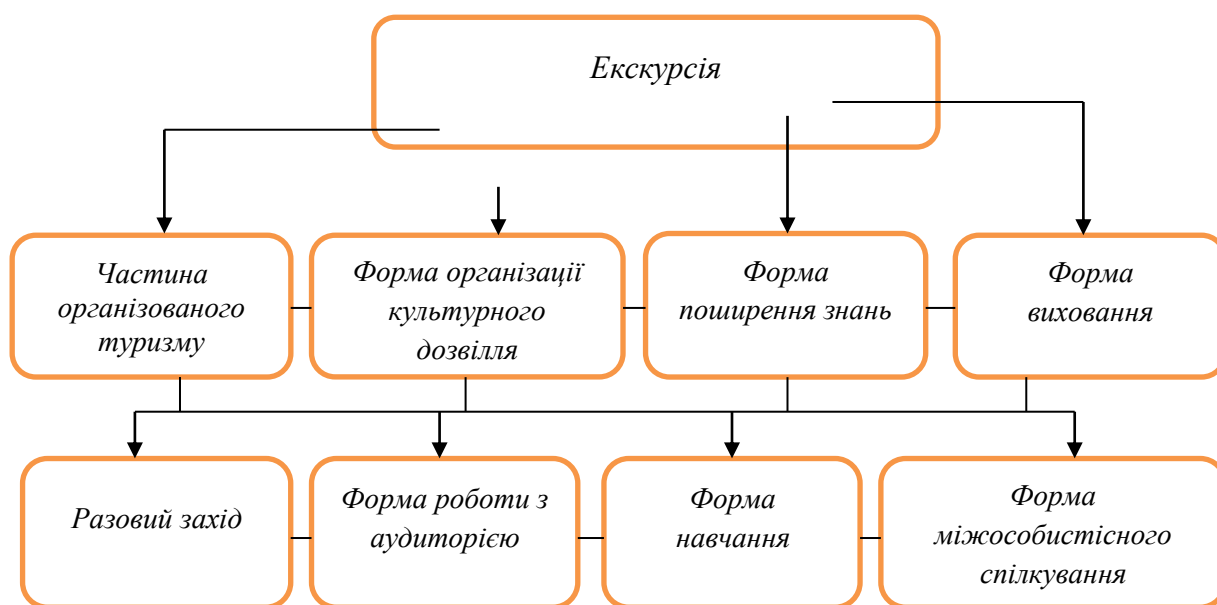 Екскурсія
Частина
організованого
туризму
Форма організації
культурного
дозвілля
Форма
поширення знань
Форма
виховання
Разовий захід
Форма роботи з
аудиторією
Форма
навчання
Форма
міжособистісного
спілкування